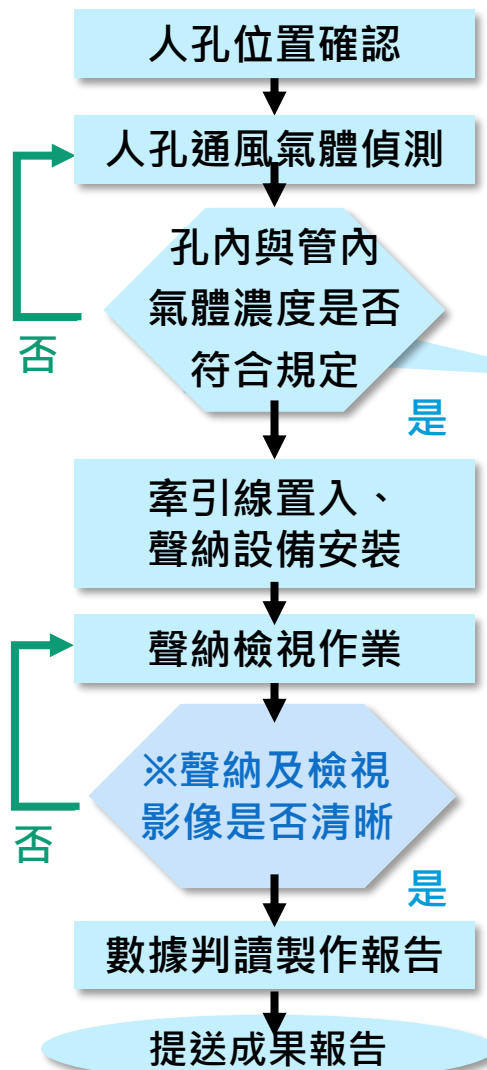 人孔位置確認
人孔通風氣體偵測
孔內與管內
氣體濃度是否
符合規定
否
是
牽引線置入、
聲納設備安裝
聲納檢視作業
※聲納及檢視
影像是否清晰
否
是
數據判讀製作報告
提送成果報告